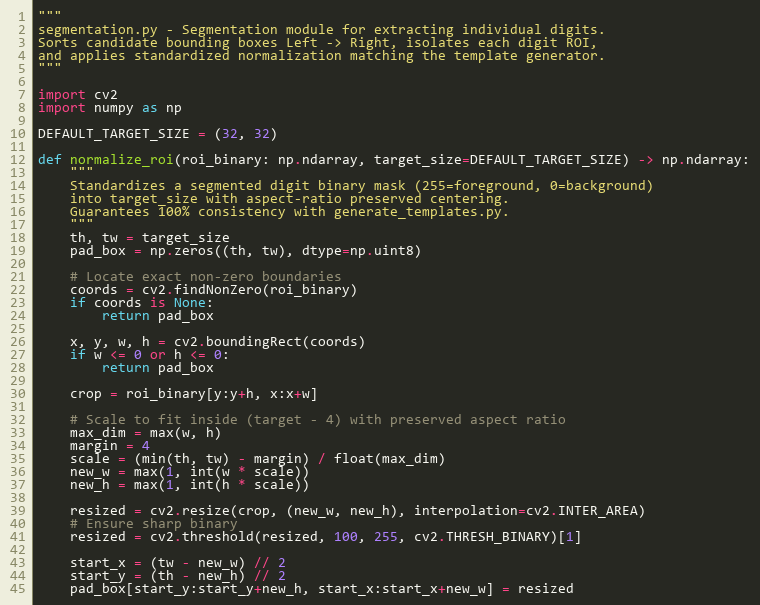 1 """
2 segmentation.py - Segmentation module for extracting individual digits.
3 Sorts candidate bounding boxes Left -> Right, isolates each digit ROI,
4 and applies standardized normalization matching the template generator.
5 """
6
7 import cv2
8 import numpy as np
9
10 DEFAULT_TARGET_SIZE = (32, 32)
11
12 def normalize_roi(roi_binary: np.ndarray, target_size=DEFAULT_TARGET_SIZE) -> np.ndarray:
13     """
14     Standardizes a segmented digit binary mask (255=foreground, 0=background)
15     into target_size with aspect-ratio preserved centering.
16     Guarantees 100% consistency with generate_templates.py.
17     """
18     th, tw = target_size
19     pad_box = np.zeros((th, tw), dtype=np.uint8)
20
21     # Locate exact non-zero boundaries
22     coords = cv2.findNonZero(roi_binary)
23     if coords is None:
24         return pad_box
25
26     x, y, w, h = cv2.boundingRect(coords)
27     if w <= 0 or h <= 0:
28         return pad_box
29
30     crop = roi_binary[y:y+h, x:x+w]
31
32     # Scale to fit inside (target - 4) with preserved aspect ratio
33     max_dim = max(w, h)
34     margin = 4
35     scale = (min(th, tw) - margin) / float(max_dim)
36     new_w = max(1, int(w * scale))
37     new_h = max(1, int(h * scale))
38
39     resized = cv2.resize(crop, (new_w, new_h), interpolation=cv2.INTER_AREA)
40     # Ensure sharp binary
41     resized = cv2.threshold(resized, 100, 255, cv2.THRESH_BINARY)[1]
42
43     start_x = (tw - new_w) // 2
44     start_y = (th - new_h) // 2
45     pad_box[start_y:start_y+new_h, start_x:start_x+new_w] = resized